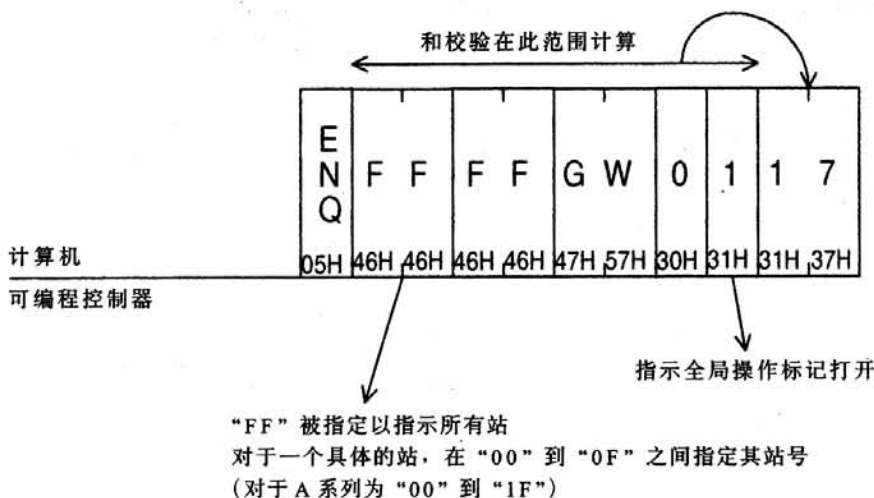 和校验在此范围计算
E
N
Q
F F F F G W 0 1 1 7
05H 46H 46H 46H 46H 47H 57H 30H 31H 31H 37H
计算机
可编程控制器
指示全局操作标记打开
“FF”被指定以指示所有站
对于一个具体的站，在“00”到“0F”之间指定其站号
(对于 A 系列为“00”到“1F”)